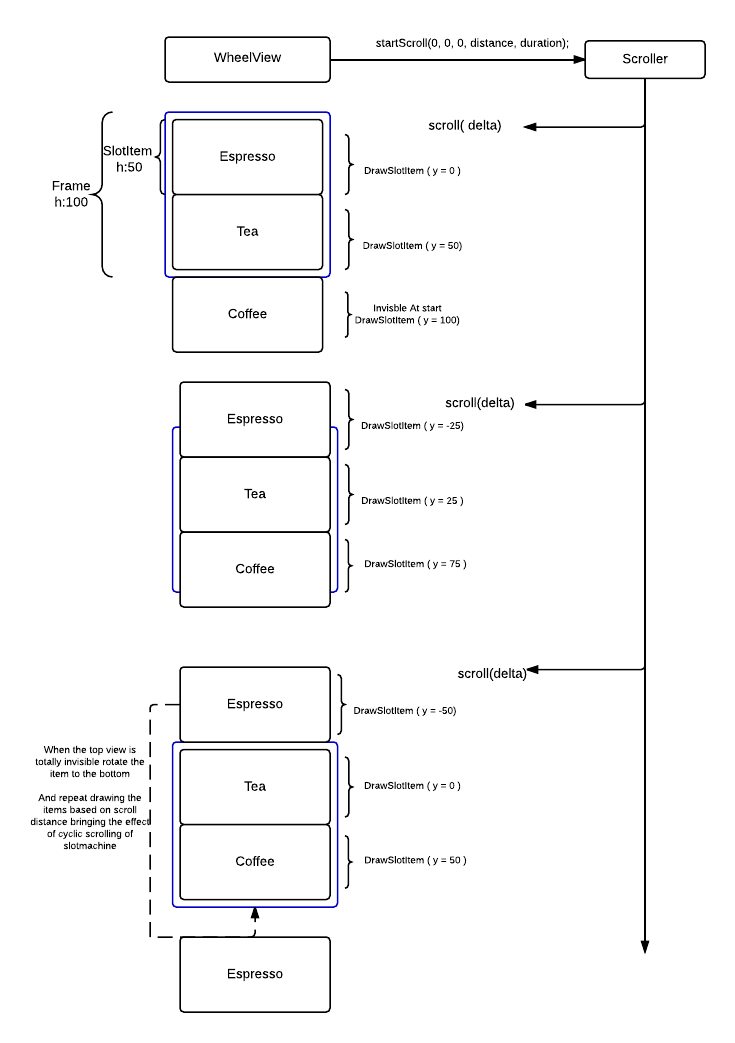 WheelView
startScroll(0, 0, 0, distance, duration);
Scroller
scroll( delta)
SlotItem
h:50
Frame
h:100
Espresso
DrawSlotItem ( y = 0 )
Tea
DrawSlotItem ( y = 50)
Coffee
Invisble At start
DrawSlotItem ( y = 100)
scroll(delta)
Espresso
DrawSlotItem ( y = -25)
Tea
DrawSlotItem ( y = 25 )
Coffee
DrawSlotItem ( y = 75 )
scroll(delta)
Espresso
DrawSlotItem ( y = -50)
When the top view is
totally invisible rotate the
item to the bottom
And repeat drawing the
items based on scroll
distance bringing the effect
of cyclic scrolling of
slotmachine
Tea
DrawSlotItem ( y = 0 )
Coffee
DrawSlotItem ( y = 50 )
Espresso